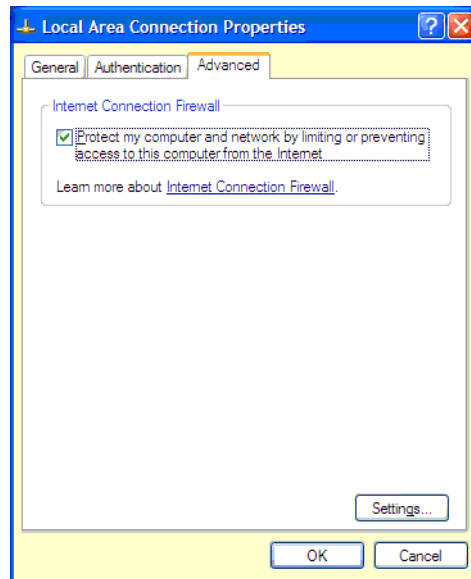 Local Area Connection Properties
General Authentication Advanced
Internet Connection Firewall
Protect my computer and network by limiting or preventing
access to this computer from the Internet
Learn more about Internet Connection Firewall.
Settings...
OK Cancel